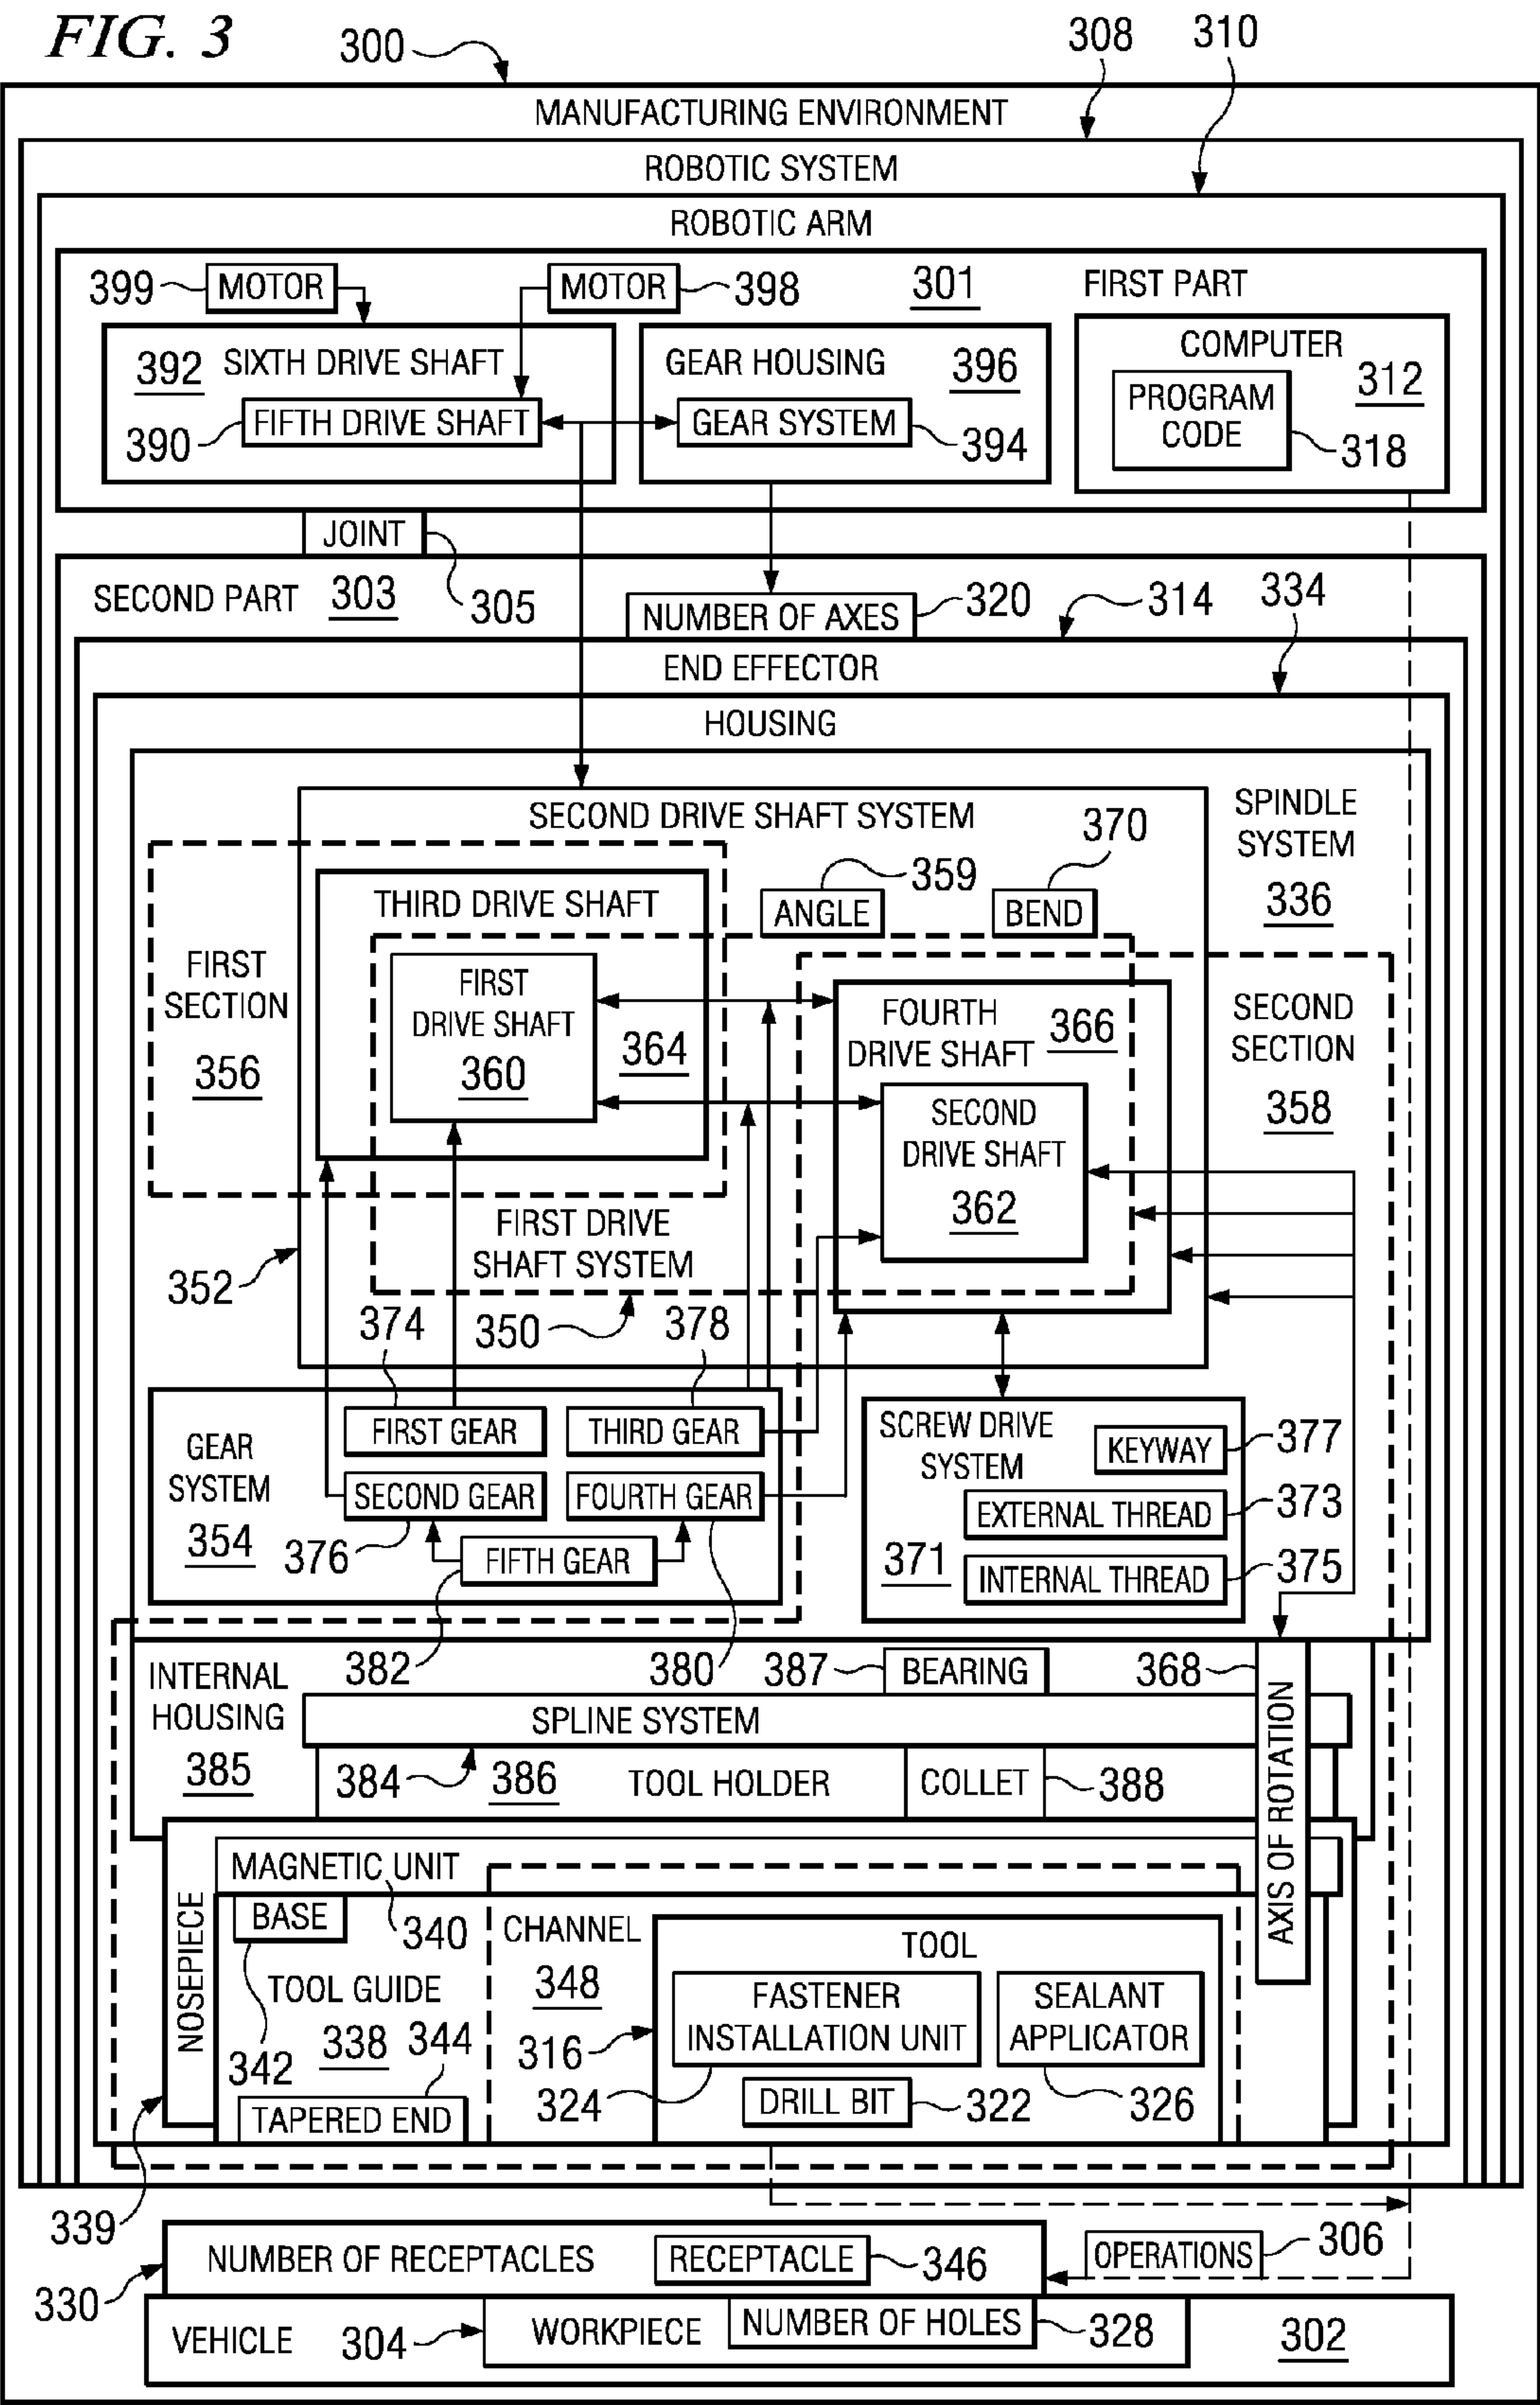 FIG. 3
300
308
310
MANUFACTURING ENVIRONMENT
ROBOTIC SYSTEM
ROBOTIC ARM
399
MOTOR
MOTOR
398
301
FIRST PART
392
SIXTH DRIVE SHAFT
390
FIFTH DRIVE SHAFT
GEAR HOUSING
396
GEAR SYSTEM
394
COMPUTER
312
PROGRAM
CODE
318
JOINT
305
SECOND PART
303
NUMBER OF AXES
320
314
334
END EFFECTOR
HOUSING
SECOND DRIVE SHAFT SYSTEM
SPINDLE
SYSTEM
336
370
359
ANGLE
BEND
THIRD DRIVE SHAFT
FIRST
SECTION
356
FIRST
DRIVE SHAFT
360
364
FOURTH
DRIVE SHAFT
366
SECOND
SECTION
358
SECOND
DRIVE SHAFT
362
FIRST DRIVE
SHAFT SYSTEM
352
374
350
378
GEAR
SYSTEM
354
FIRST GEAR
THIRD GEAR
SECOND GEAR
FOURTH GEAR
376
FIFTH GEAR
382
380
SCREW DRIVE
SYSTEM
371
KEYWAY
377
EXTERNAL THREAD
373
INTERNAL THREAD
375
INTERNAL
HOUSING
385
387
BEARING
368
SPLINE SYSTEM
384
386
TOOL HOLDER
COLLET
388
AXIS OF ROTATION
NOSEPIECE
MAGNETIC UNIT
340
BASE
342
TOOL GUIDE
338
344
TAPERED END
CHANNEL
348
316
TOOL
FASTENER
INSTALLATION UNIT
324
SEALANT
APPLICATOR
326
DRILL BIT
322
339
330
NUMBER OF RECEPTACLES
RECEPTACLE
346
OPERATIONS
306
VEHICLE
304
WORKPIECE
NUMBER OF HOLES
328
302